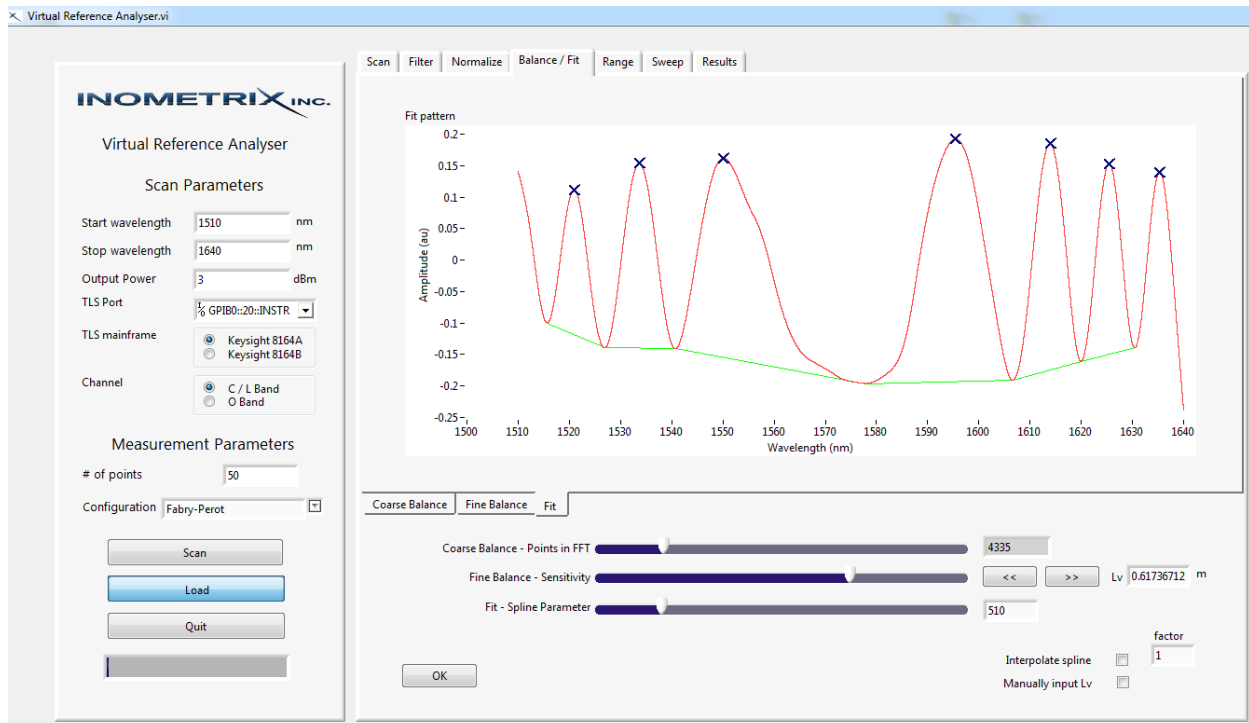 Virtual Reference Analyser.vi
INOMETRIX INC.
Virtual Reference Analyser
Scan Parameters
Start wavelength 1510 nm
Stop wavelength 1640 nm
Output Power 3 dBm
TLS Port GPIB0::20::INSTR
TLS mainframe Keysight 8164A
Keysight 8164B
Channel C / L Band
O Band
Measurement Parameters
# of points 50
Configuration Fabry-Perot
Scan
Load
Quit
Scan Filter Normalize Balance / Fit Range Sweep Results
Fit pattern
Amplitude (au)
0.2
0.15
0.1
0.05
0
-0.05
-0.1
-0.15
-0.2
-0.25
1500 1510 1520 1530 1540 1550 1560 1570 1580 1590 1600 1610 1620 1630 1640
Wavelength (nm)
Coarse Balance Fine Balance Fit
Coarse Balance - Points in FFT 4335
Fine Balance - Sensitivity << >> Lv 0.61736712 m
Fit - Spline Parameter 510
factor
Interpolate spline 1
Manually input Lv
OK